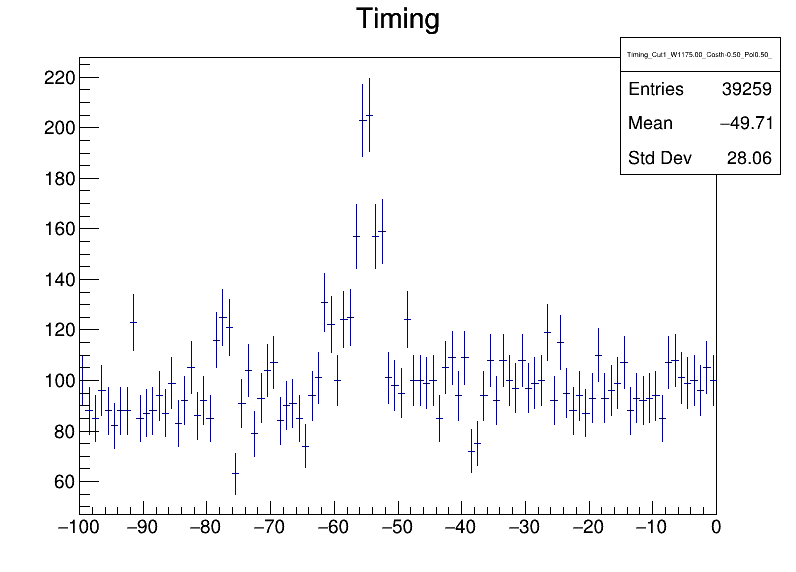 Timing
Timing_Cut1_W1175.00_Costh-0.50_Pol0.50_
Entries 39259
Mean −49.71
Std Dev 28.06
220
200
180
160
140
120
100
80
60
−100 −90 −80 −70 −60 −50 −40 −30 −20 −10 0